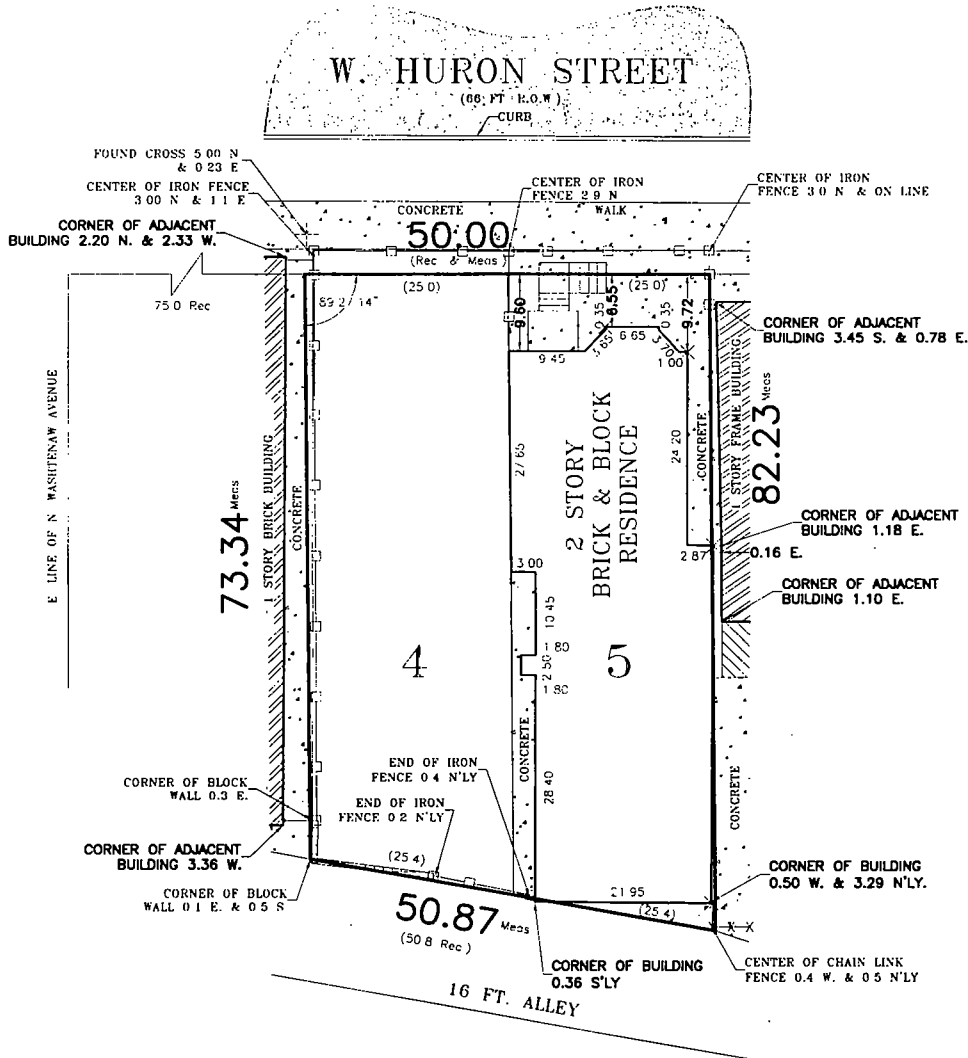 W. HURON STREET
(66 FT R.O.W)
CURB
FOUND CROSS 5.00 N
& 0.23 E
CENTER OF IRON FENCE
3.00 N & 1.1 E
CORNER OF ADJACENT
BUILDING 2.20 N. & 2.33 W.
75.0 Rec
CENTER OF IRON
FENCE 2.9 N
CONCRETE
WALK
CENTER OF IRON
FENCE 3.0 N & ON LINE
50.00
(Rec & Meas)
(25.0)
(25.0)
9.60
6.55
0.35
0.35
9.72
9.45
3.65
6.65
3.70
1.00
CORNER OF ADJACENT
BUILDING 3.45 S. & 0.78 E.
E LINE OF N WASHTENAW AVENUE
1 STORY BRICK BUILDING
CONCRETE
73.34 Meas
27.65
2 STORY
BRICK & BLOCK
RESIDENCE
24.20
CONCRETE
1 STORY FRAME BUILDING
82.23 Meas
CORNER OF ADJACENT
BUILDING 1.18 E.
2.87
0.16 E.
3.00
CORNER OF ADJACENT
BUILDING 1.10 E.
10.45
1.80
2.50
1.80
4
5
CONCRETE
28.40
CONCRETE
END OF IRON
FENCE 0.4 N'LY
CORNER OF BLOCK
WALL 0.3 E.
END OF IRON
FENCE 0.2 N'LY
CORNER OF ADJACENT
BUILDING 3.36 W.
(25.4)
CORNER OF BLOCK
WALL 0.1 E. & 0.5 S
21.95
(25.4)
CORNER OF BUILDING
0.50 W. & 3.29 N'LY.
50.87 Meas
(50.8 Rec)
CORNER OF BUILDING
0.36 S'LY
CENTER OF CHAIN LINK
FENCE 0.4 W. & 0.5 N'LY
16 FT. ALLEY